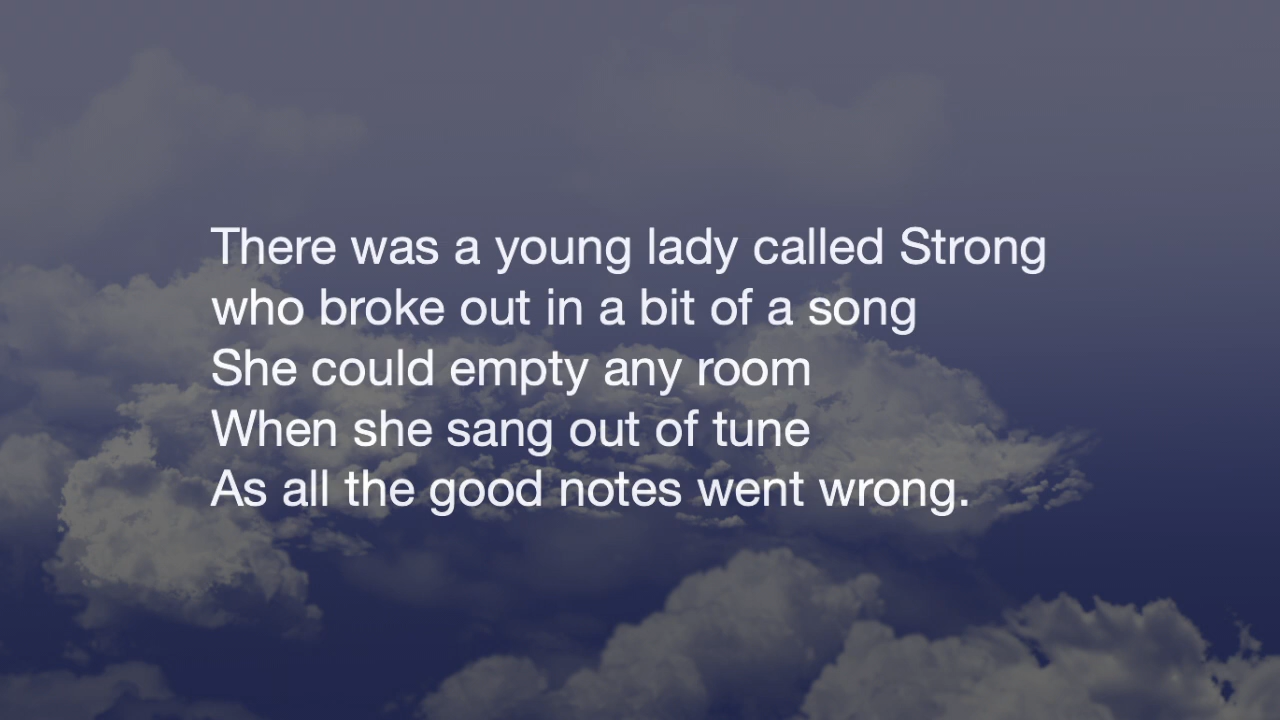 There was a young lady called Strong
who broke out in a bit of a song
She could empty any room
When she sang out of tune
As all the good notes went wrong.